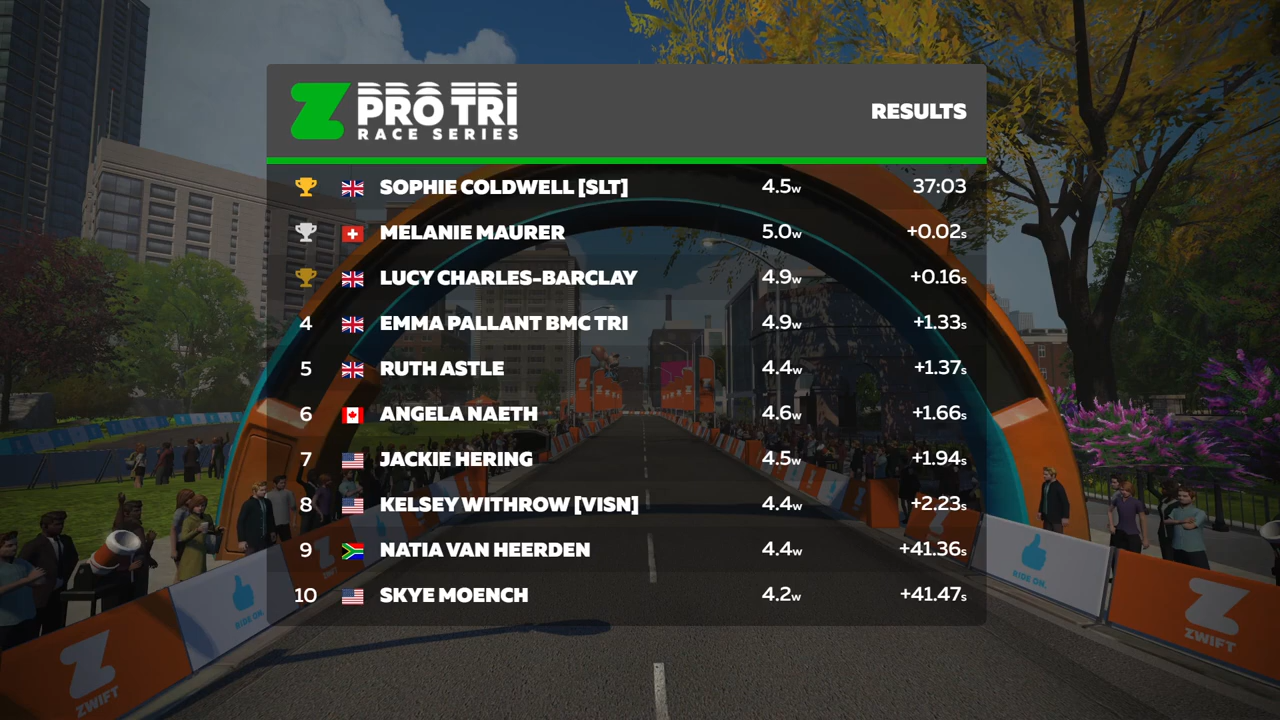 Z PRO TRI
RACE SERIES
RESULTS
SOPHIE COLDWELL [SLT] 4.5w 37:03
MELANIE MAURER 5.0w +0.02s
LUCY CHARLES-BARCLAY 4.9w +0.16s
4 EMMA PALLANT BMC TRI 4.9w +1.33s
5 RUTH ASTLE 4.4w +1.37s
6 ANGELA NAETH 4.6w +1.66s
7 JACKIE HERING 4.5w +1.94s
8 KELSEY WITHROW [VISN] 4.4w +2.23s
9 NATIA VAN HEERDEN 4.4w +41.36s
10 SKYE MOENCH 4.2w +41.47s
RIDE ON.
RIDE ON.
ZWIFT
ZWIFT